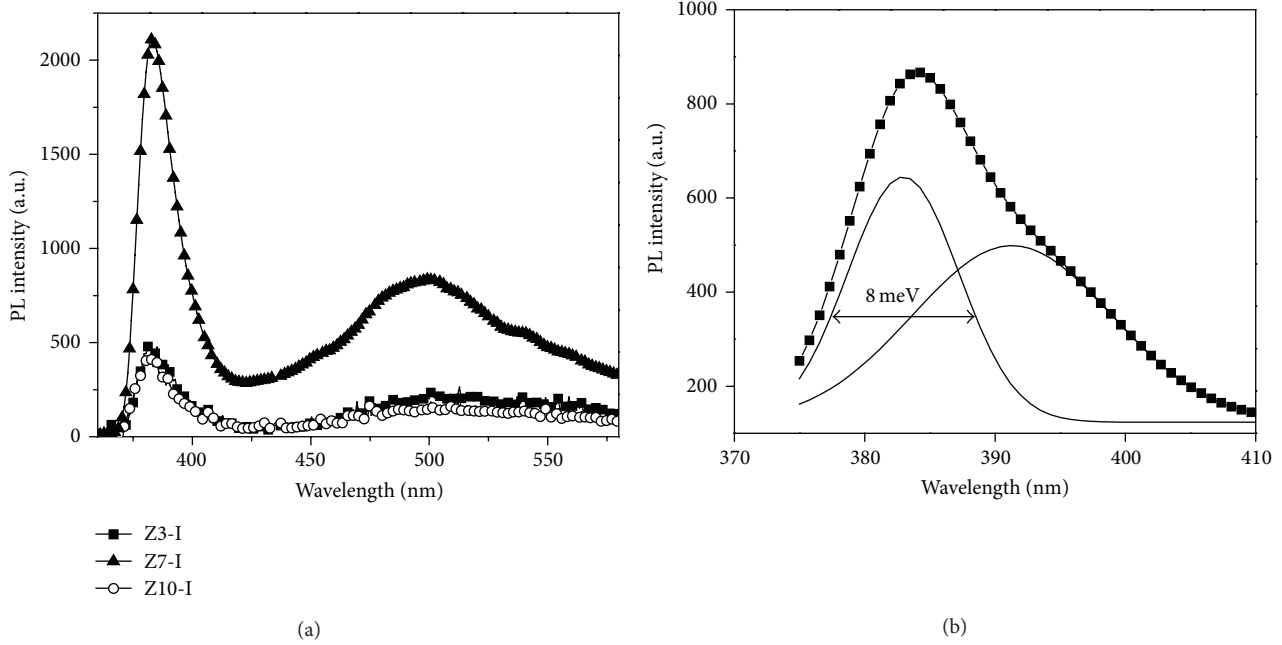 2000
1500
1000
500
0
PL intensity (a.u.)
400
450
500
550
Wavelength (nm)
Z3-I
Z7-I
Z10-I
(a)
1000
800
600
400
200
PL intensity (a.u.)
8 meV
370
380
390
400
410
Wavelength (nm)
(b)